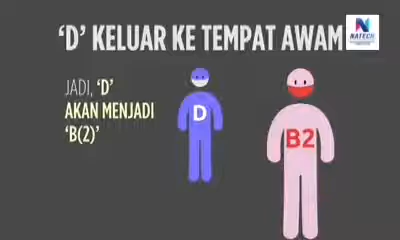 'D' KELUAR KE TEMPAT AWAM
NATECH
JADI, 'D'
AKAN MENJADI
'B(2)'
D
B2